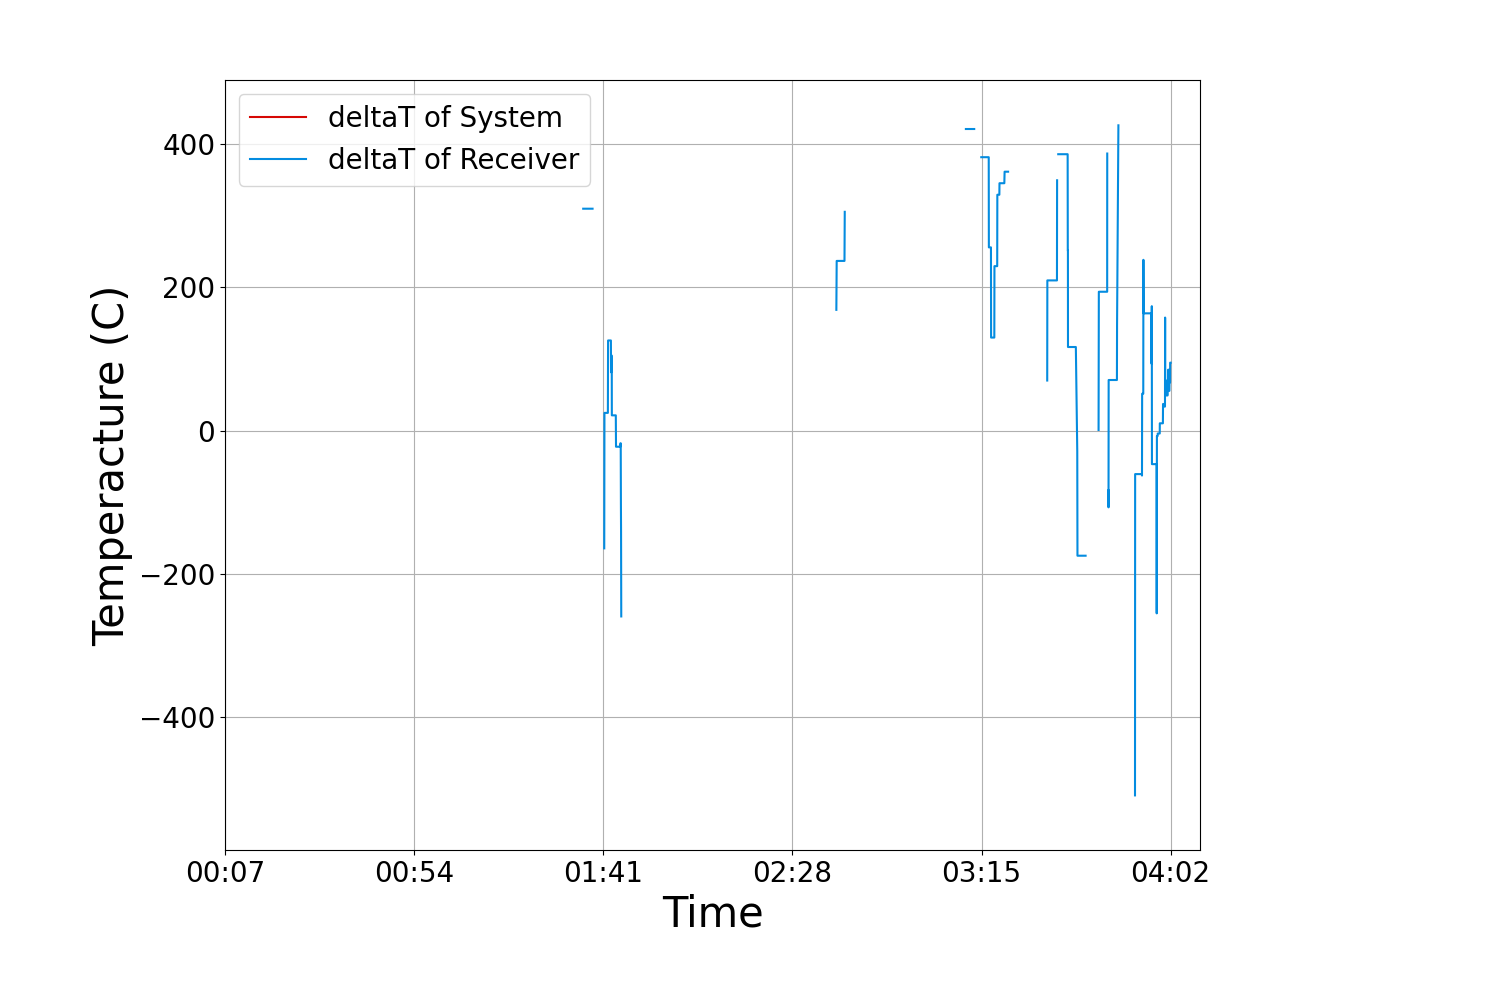 deltaT of System
deltaT of Receiver
400
200
0
−200
−400
Temperacture (C)
00:07 00:54 01:41 02:28 03:15 04:02
Time